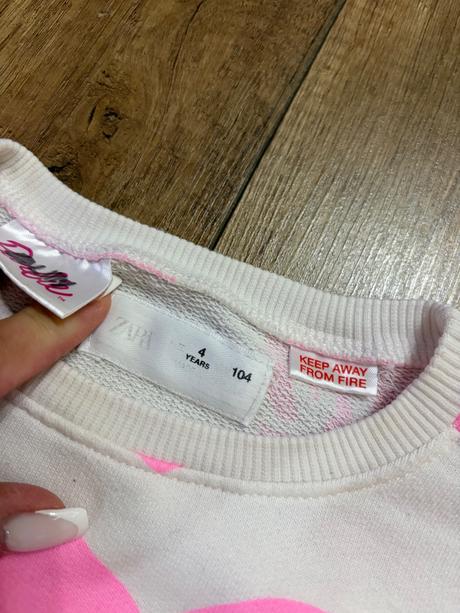 ZARA
4
YEARS
104
KEEP AWAY
FROM FIRE